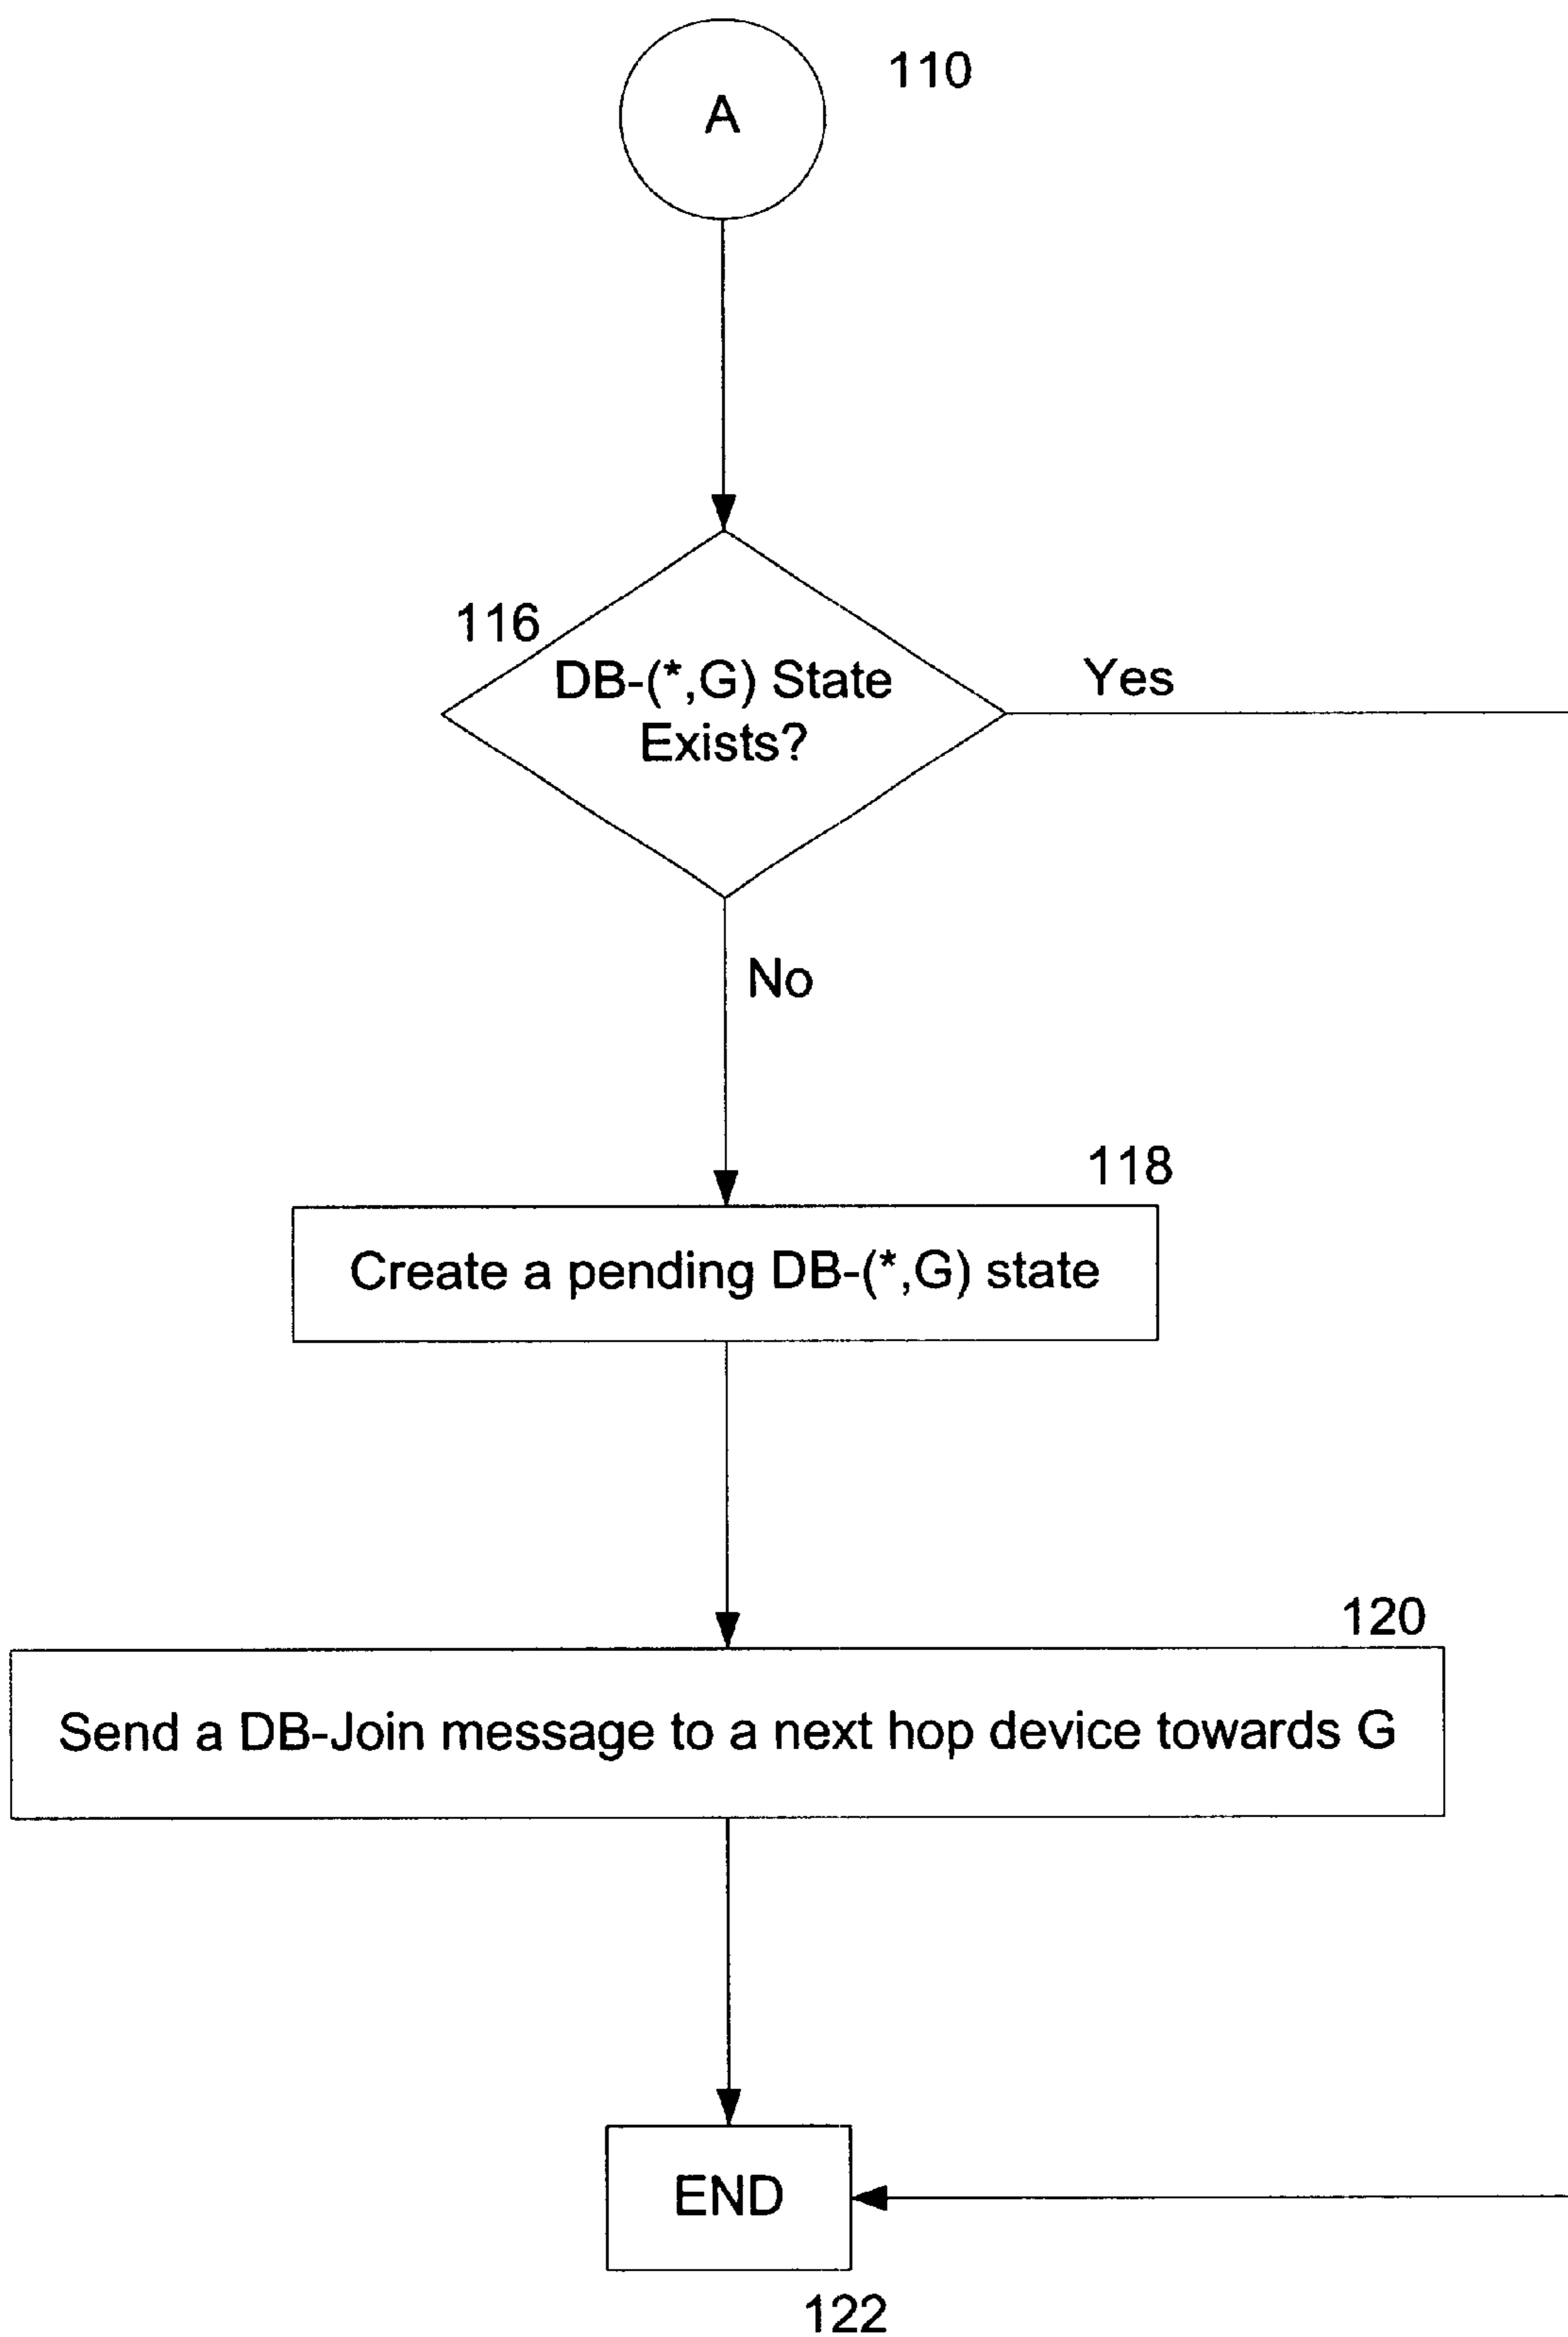 110
A
116
DB-(*,G) State
Exists?
Yes
No
118
Create a pending DB-(*,G) state
120
Send a DB-Join message to a next hop device towards G
END
122